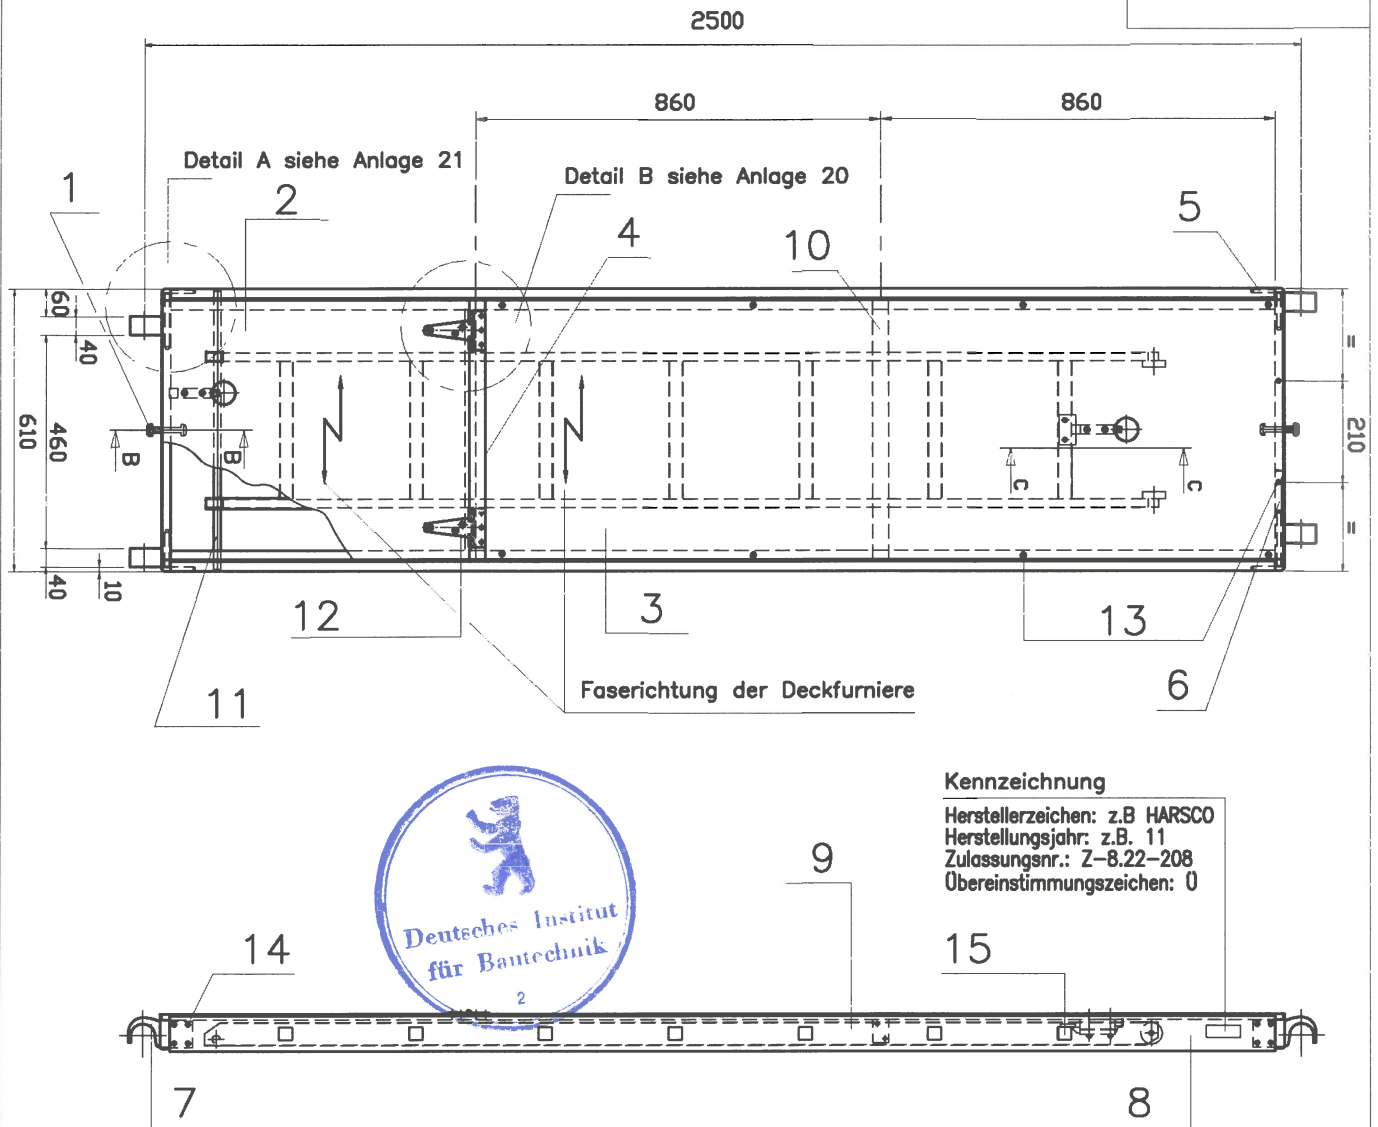 2500
860
860
Detail A siehe Anlage 21
Detail B siehe Anlage 20
1
2
4
10
5
60
40
460
610
40
10
=
210
=
B
B
C
C
12
3
13
11
6
Faserichtung der Deckfurniere
Kennzeichnung
Herstellerzeichen: z.B HARSCO
Herstellungsjahr: z.B. 11
Zulassungsnr.: Z-8.22-208
Übereinstimmungszeichen: Ü
Deutsches Institut
für Bautechnik
2
9
14
15
7
8